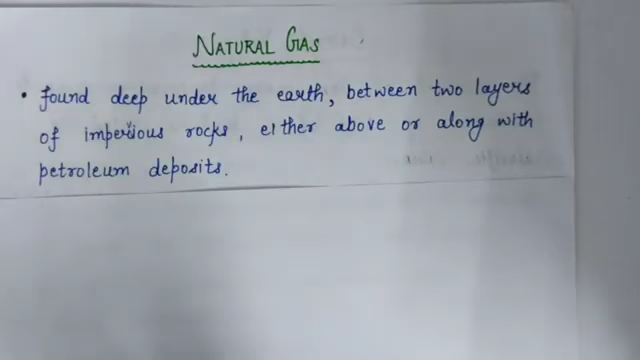 NATURAL GAS
• found deep under the earth, between two layers
of impervious rocks, either above or along with
petroleum deposits.